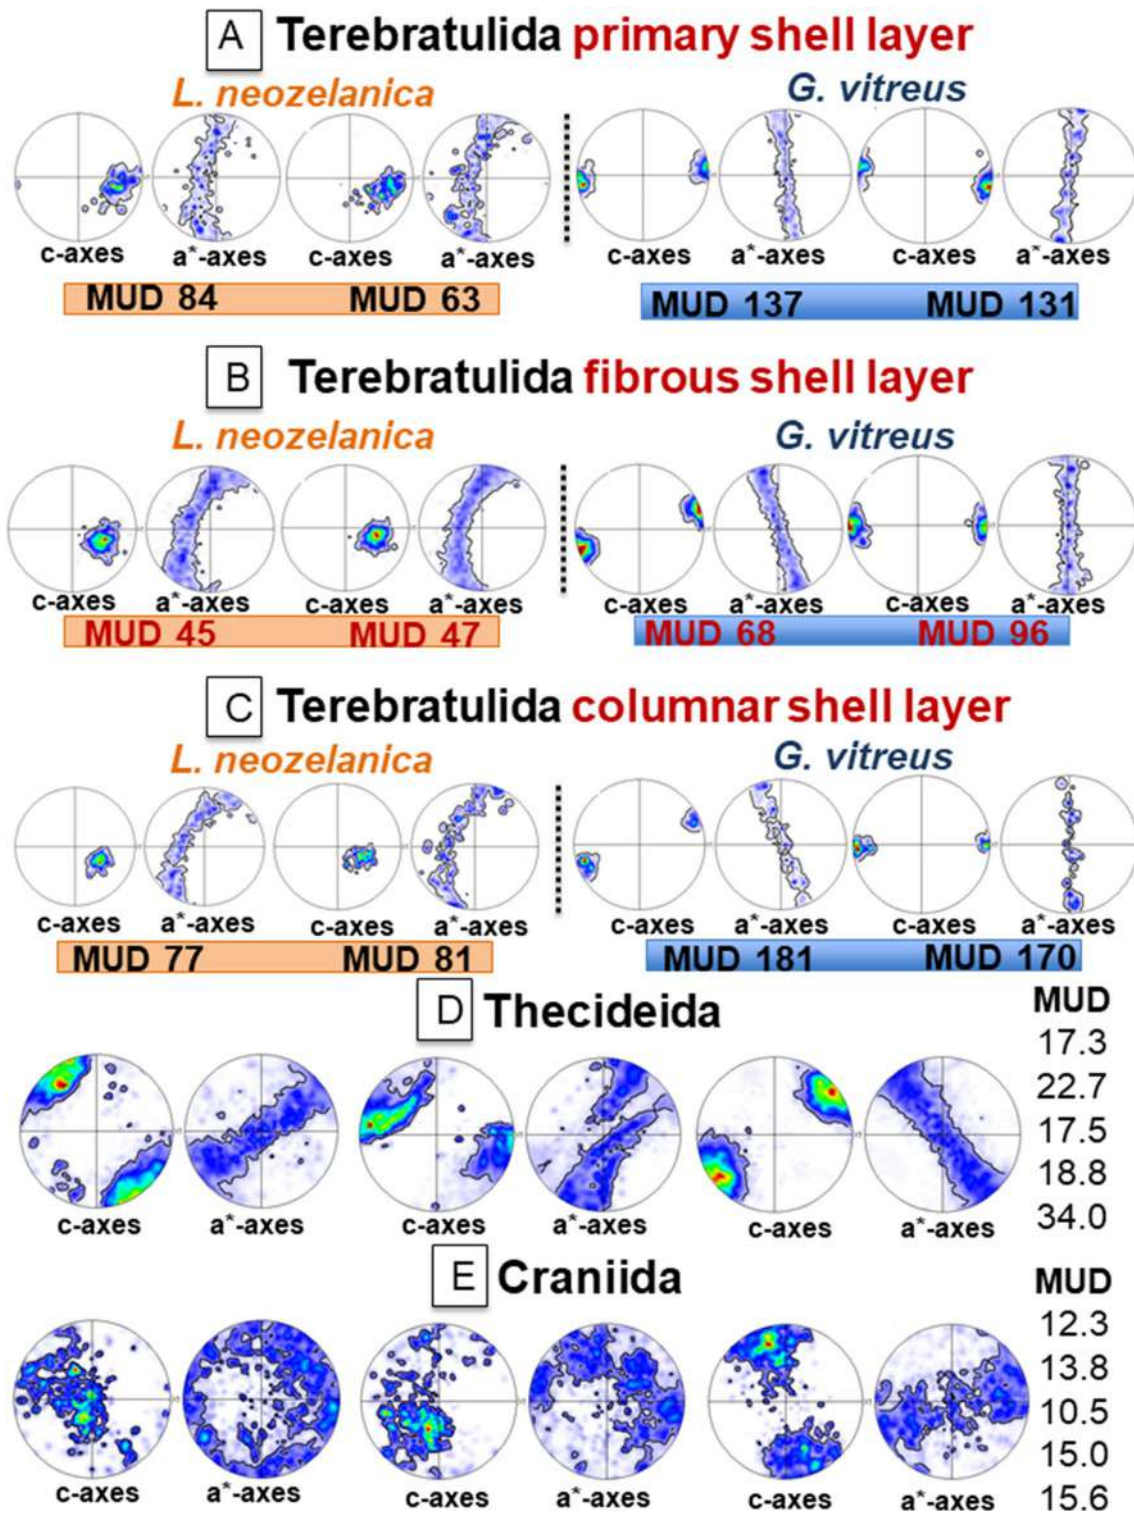 A Terebratulida primary shell layer
L. neozelanica G. vitreus
c-axes a*-axes c-axes a*-axes c-axes a*-axes c-axes a*-axes
MUD 84 MUD 63 MUD 137 MUD 131
B Terebratulida fibrous shell layer
L. neozelanica G. vitreus
c-axes a*-axes c-axes a*-axes c-axes a*-axes c-axes a*-axes
MUD 45 MUD 47 MUD 68 MUD 96
C Terebratulida columnar shell layer
L. neozelanica G. vitreus
c-axes a*-axes c-axes a*-axes c-axes a*-axes c-axes a*-axes
MUD 77 MUD 81 MUD 181 MUD 170
D Thecideida
MUD
17.3
22.7
17.5
18.8
34.0
c-axes a*-axes c-axes a*-axes c-axes a*-axes
E Craniida
MUD
12.3
13.8
10.5
15.0
15.6
c-axes a*-axes c-axes a*-axes c-axes a*-axes